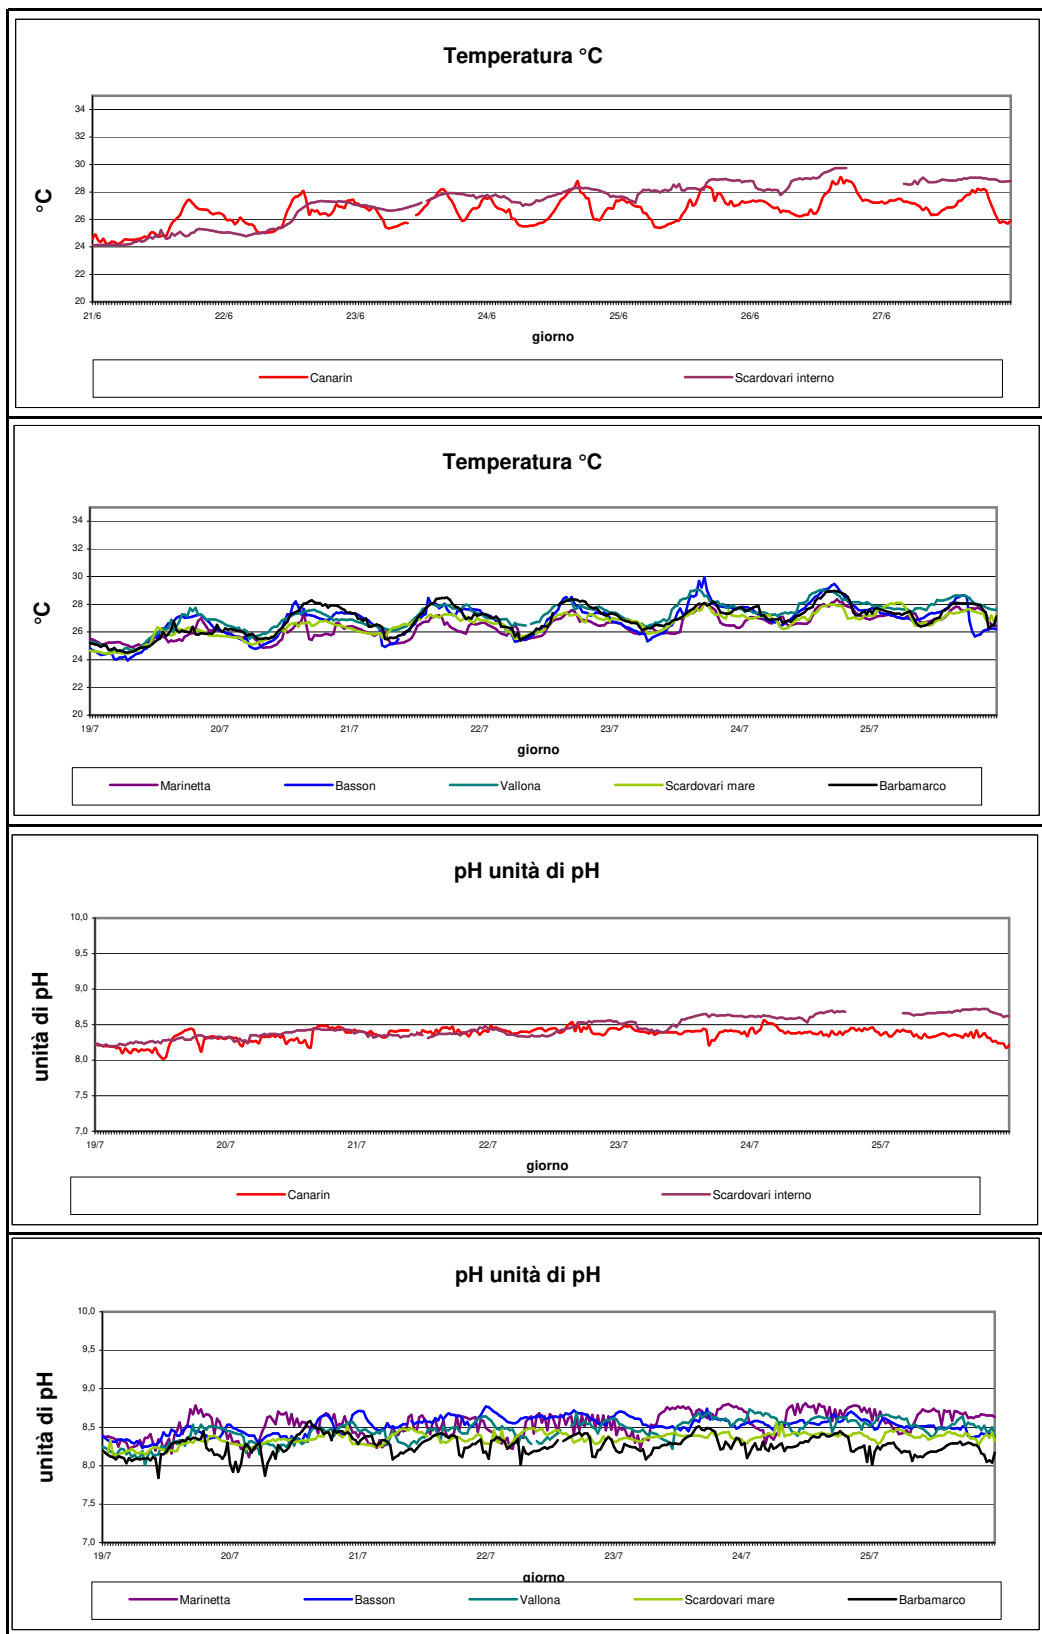 Temperatura °C
°C
34
32
30
28
26
24
22
20
21/6 22/6 23/6 24/6 25/6 26/6 27/6
giorno
Canarin Scardovari interno
Temperatura °C
°C
34
32
30
28
26
24
22
20
19/7 20/7 21/7 22/7 23/7 24/7 25/7
giorno
Marinetta Basson Vallona Scardovari mare Barbamarco
pH unità di pH
unità di pH
10,0
9,5
9,0
8,5
8,0
7,5
7,0
19/7 20/7 21/7 22/7 23/7 24/7 25/7
giorno
Canarin Scardovari interno
pH unità di pH
unità di pH
10,0
9,5
9,0
8,5
8,0
7,5
7,0
19/7 20/7 21/7 22/7 23/7 24/7 25/7
giorno
Marinetta Basson Vallona Scardovari mare Barbamarco